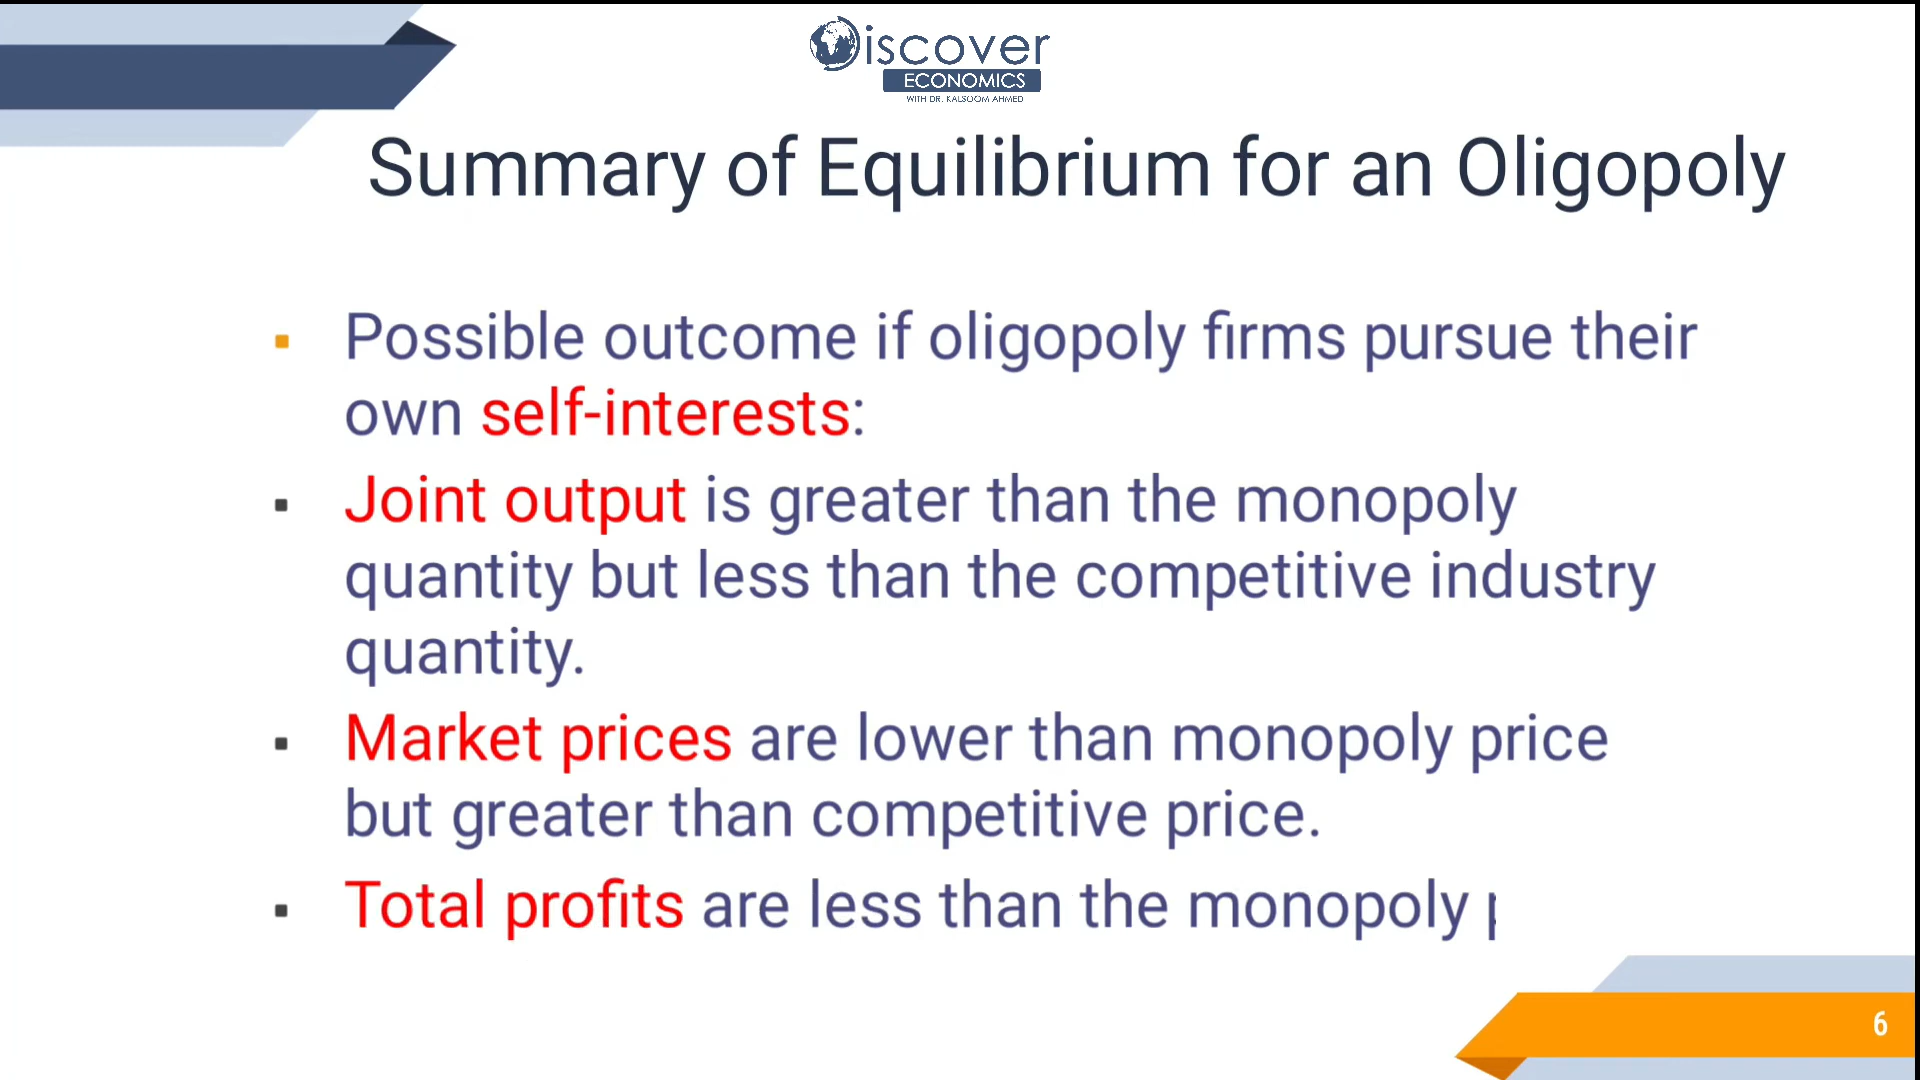 Discover
ECONOMICS
WITH DR. KALSOOM AHMED
Summary of Equilibrium for an Oligopoly
▪ Possible outcome if oligopoly firms pursue their
own self-interests:
▪ Joint output is greater than the monopoly
quantity but less than the competitive industry
quantity.
▪ Market prices are lower than monopoly price
but greater than competitive price.
▪ Total profits are less than the monopoly
6